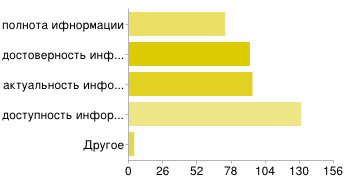 полнота ифнормации
достоверность инф...
актуальность инфо...
доступность инфор...
Другое
0 26 52 78 104 130 156